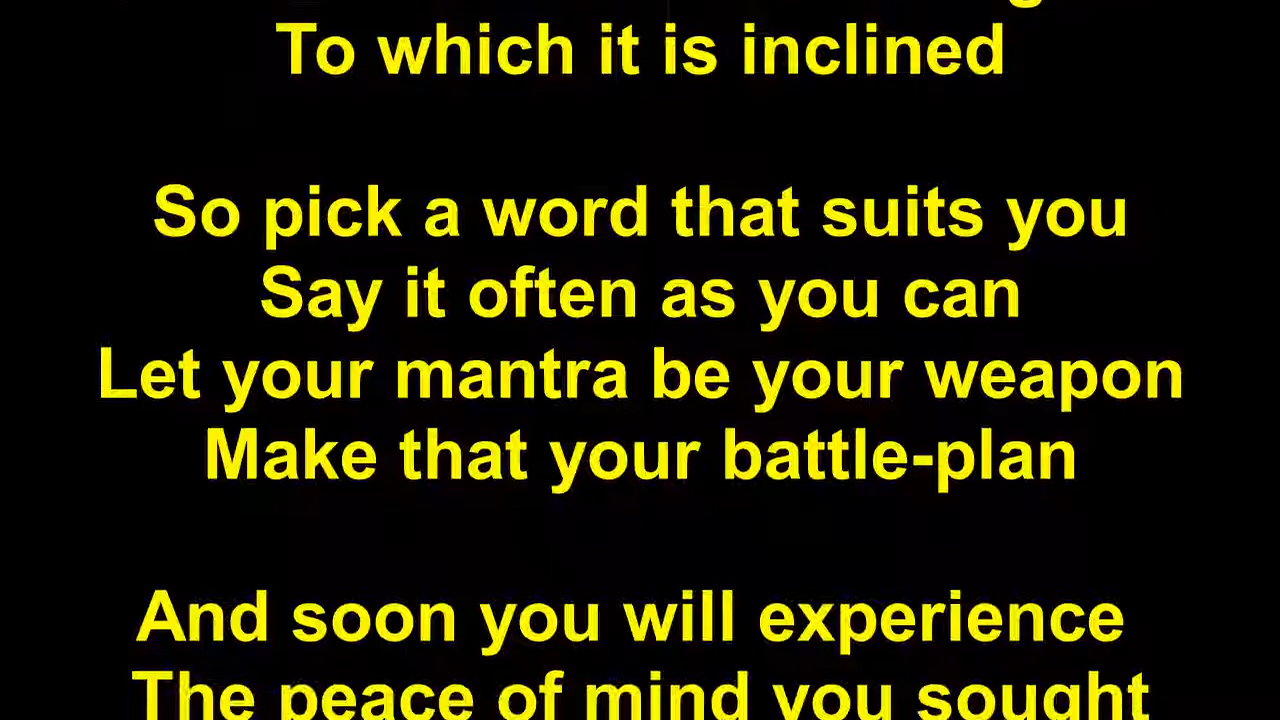 To which it is inclined
So pick a word that suits you
Say it often as you can
Let your mantra be your weapon
Make that your battle-plan
And soon you will experience
The peace of mind you sought